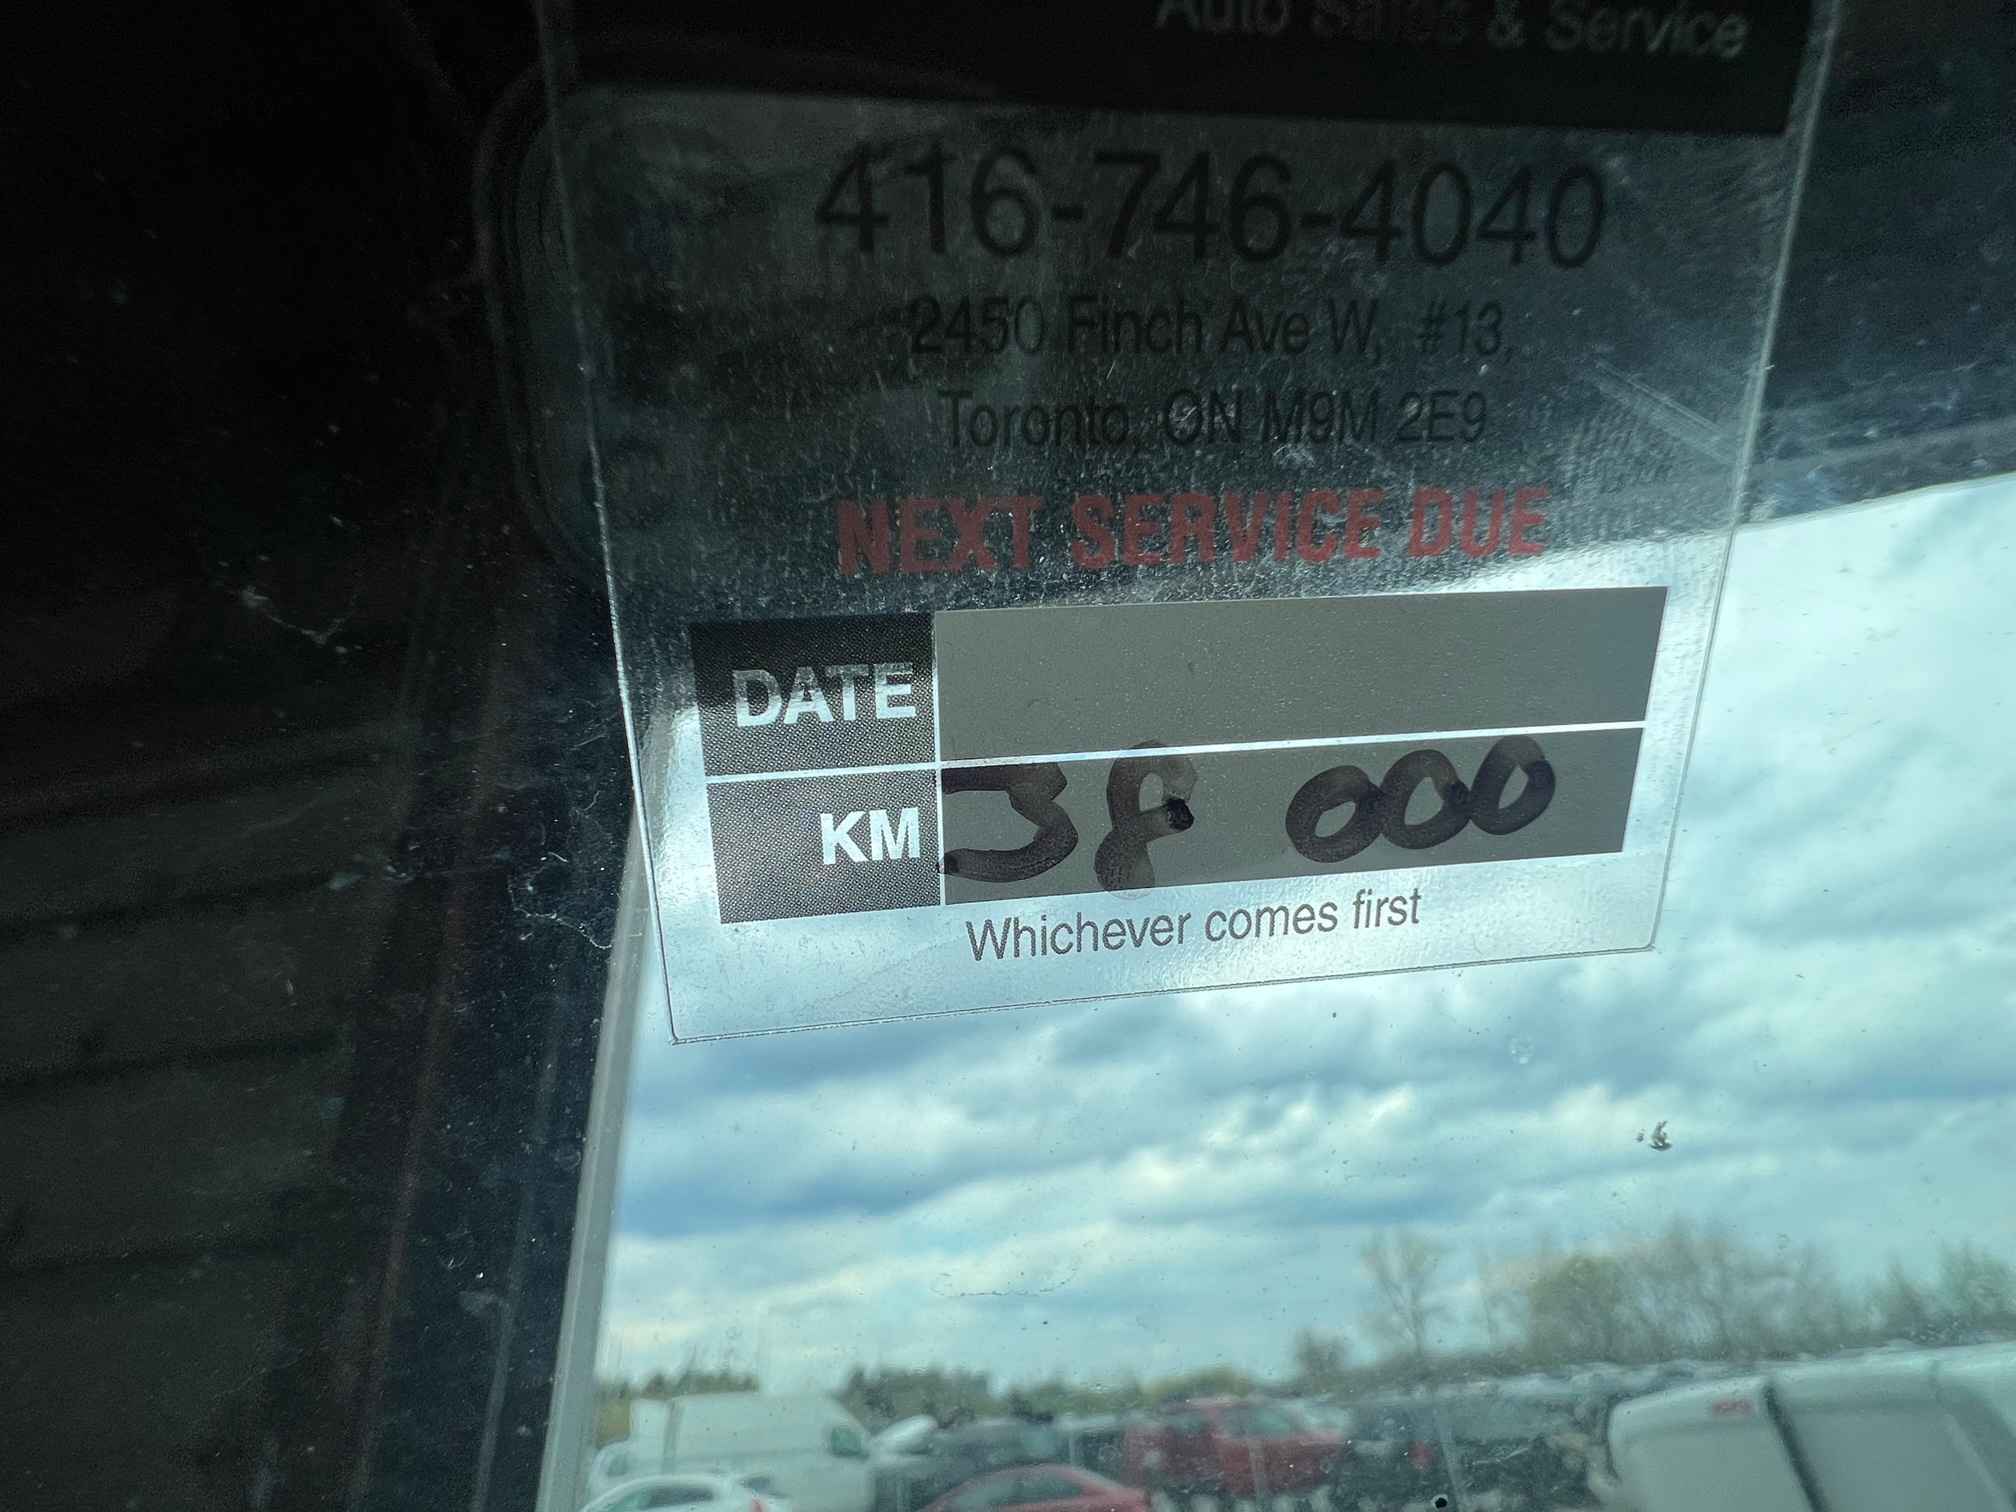 Auto Sales & Service
416-746-4040
2450 Finch Ave W, #13,
Toronto, ON M9M 2E9
NEXT SERVICE DUE
DATE
KM 38 000
Whichever comes first